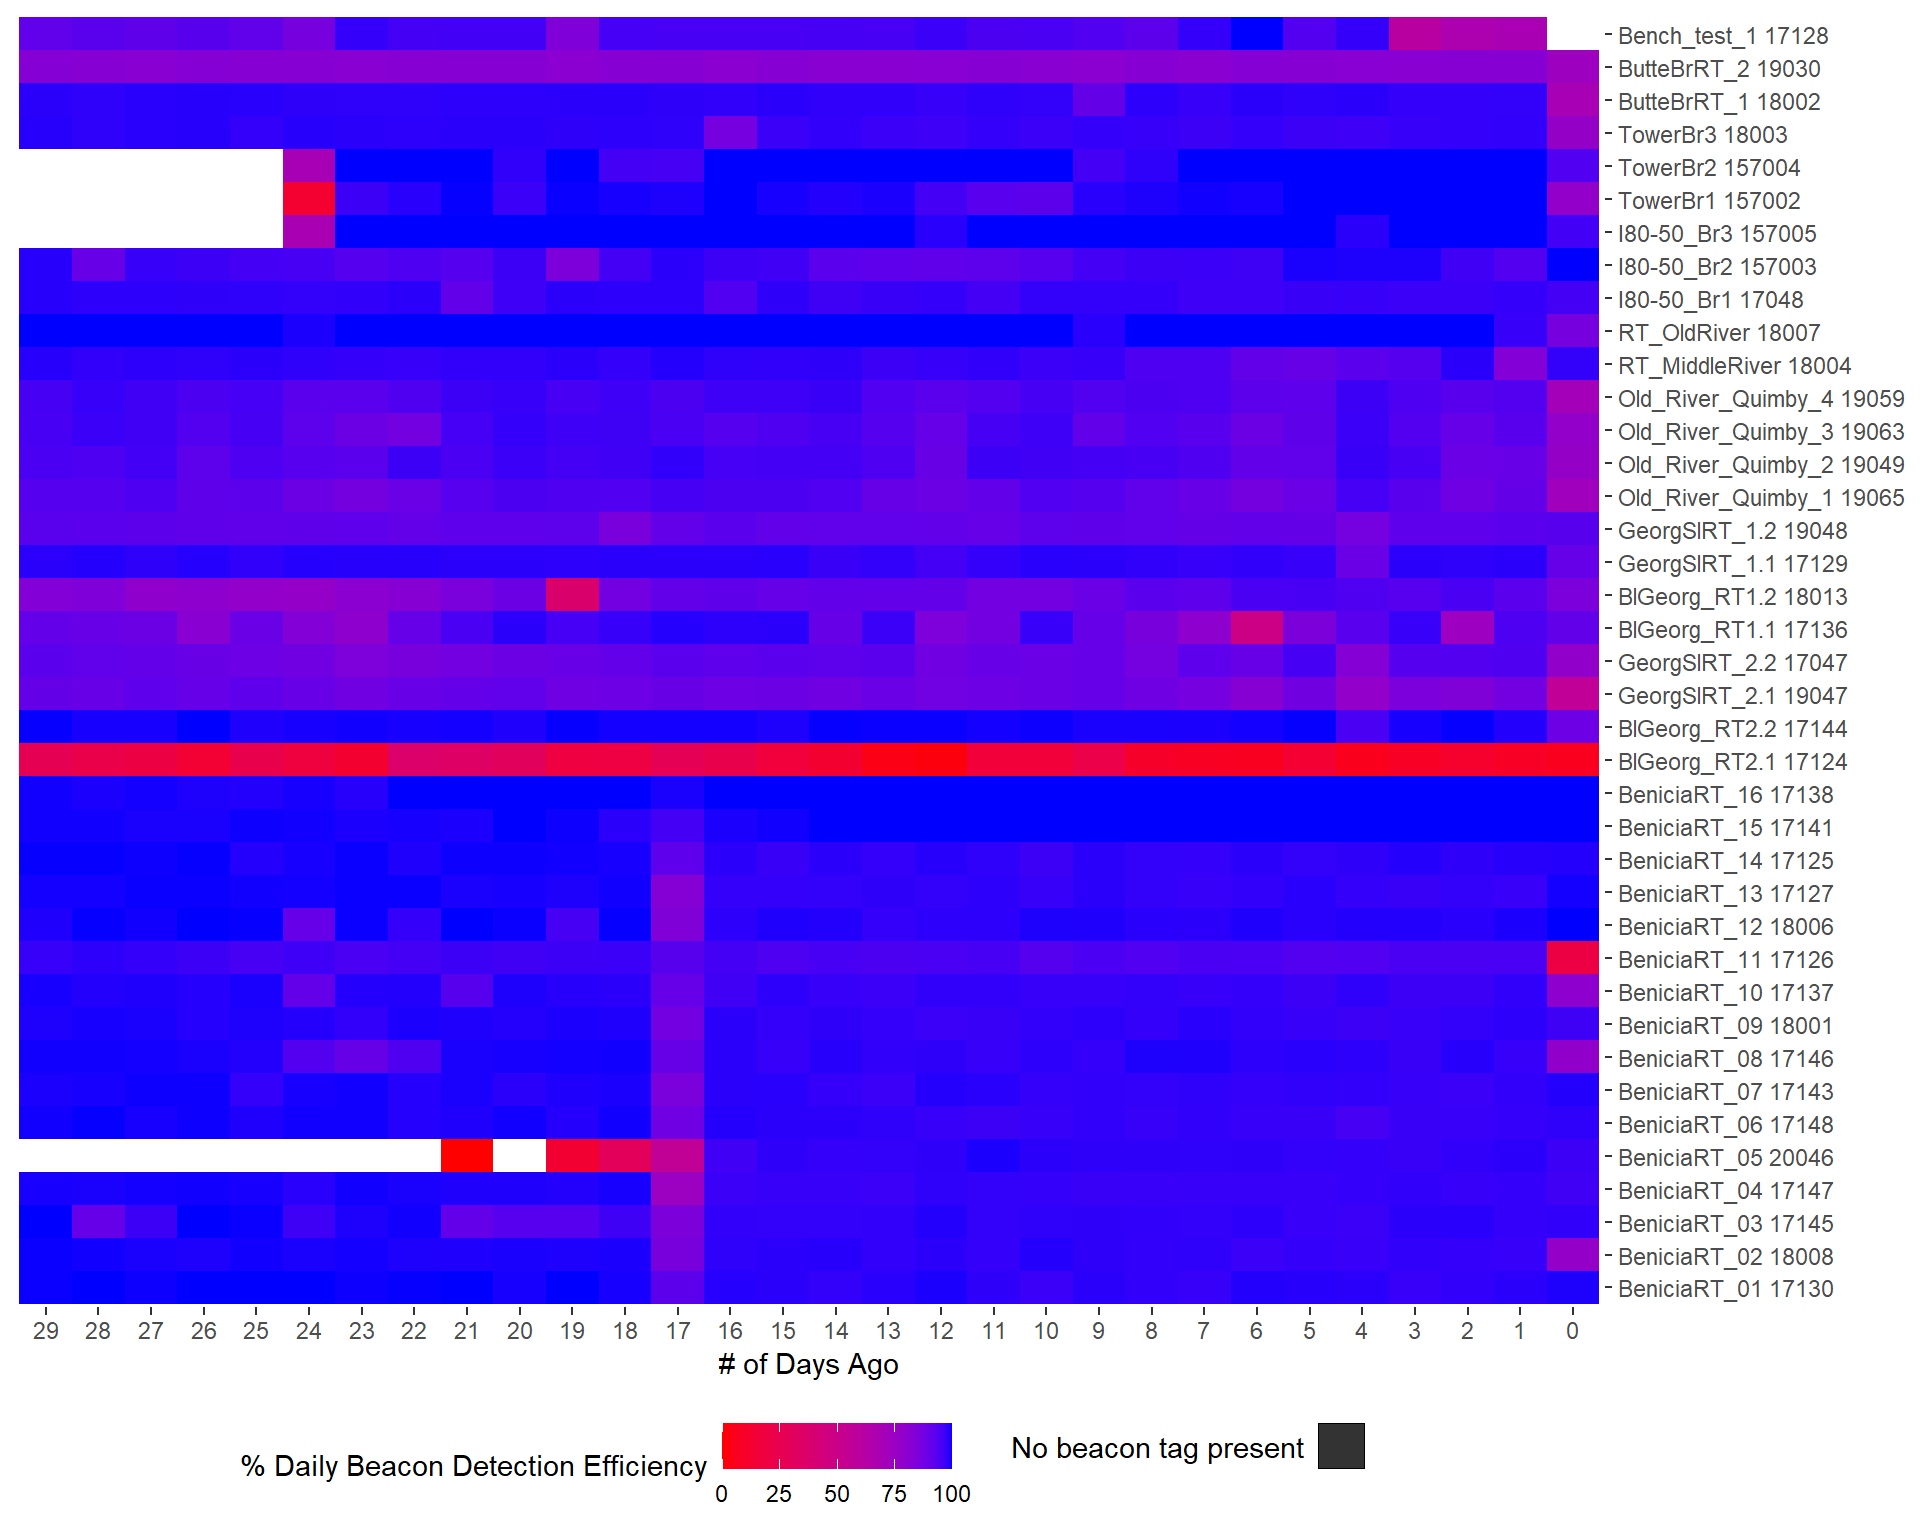 Bench_test_1 17128
ButteBrRT_2 19030
ButteBrRT_1 18002
TowerBr3 18003
TowerBr2 157004
TowerBr1 157002
I80-50_Br3 157005
I80-50_Br2 157003
I80-50_Br1 17048
RT_OldRiver 18007
RT_MiddleRiver 18004
Old_River_Quimby_4 19059
Old_River_Quimby_3 19063
Old_River_Quimby_2 19049
Old_River_Quimby_1 19065
GeorgSlRT_1.2 19048
GeorgSlRT_1.1 17129
BlGeorg_RT1.2 18013
BlGeorg_RT1.1 17136
GeorgSlRT_2.2 17047
GeorgSlRT_2.1 19047
BlGeorg_RT2.2 17144
BlGeorg_RT2.1 17124
BeniciaRT_16 17138
BeniciaRT_15 17141
BeniciaRT_14 17125
BeniciaRT_13 17127
BeniciaRT_12 18006
BeniciaRT_11 17126
BeniciaRT_10 17137
BeniciaRT_09 18001
BeniciaRT_08 17146
BeniciaRT_07 17143
BeniciaRT_06 17148
BeniciaRT_05 20046
BeniciaRT_04 17147
BeniciaRT_03 17145
BeniciaRT_02 18008
BeniciaRT_01 17130
29 28 27 26 25 24 23 22 21 20 19 18 17 16 15 14 13 12 11 10 9 8 7 6 5 4 3 2 1 0
# of Days Ago
% Daily Beacon Detection Efficiency
0 25 50 75 100
No beacon tag present